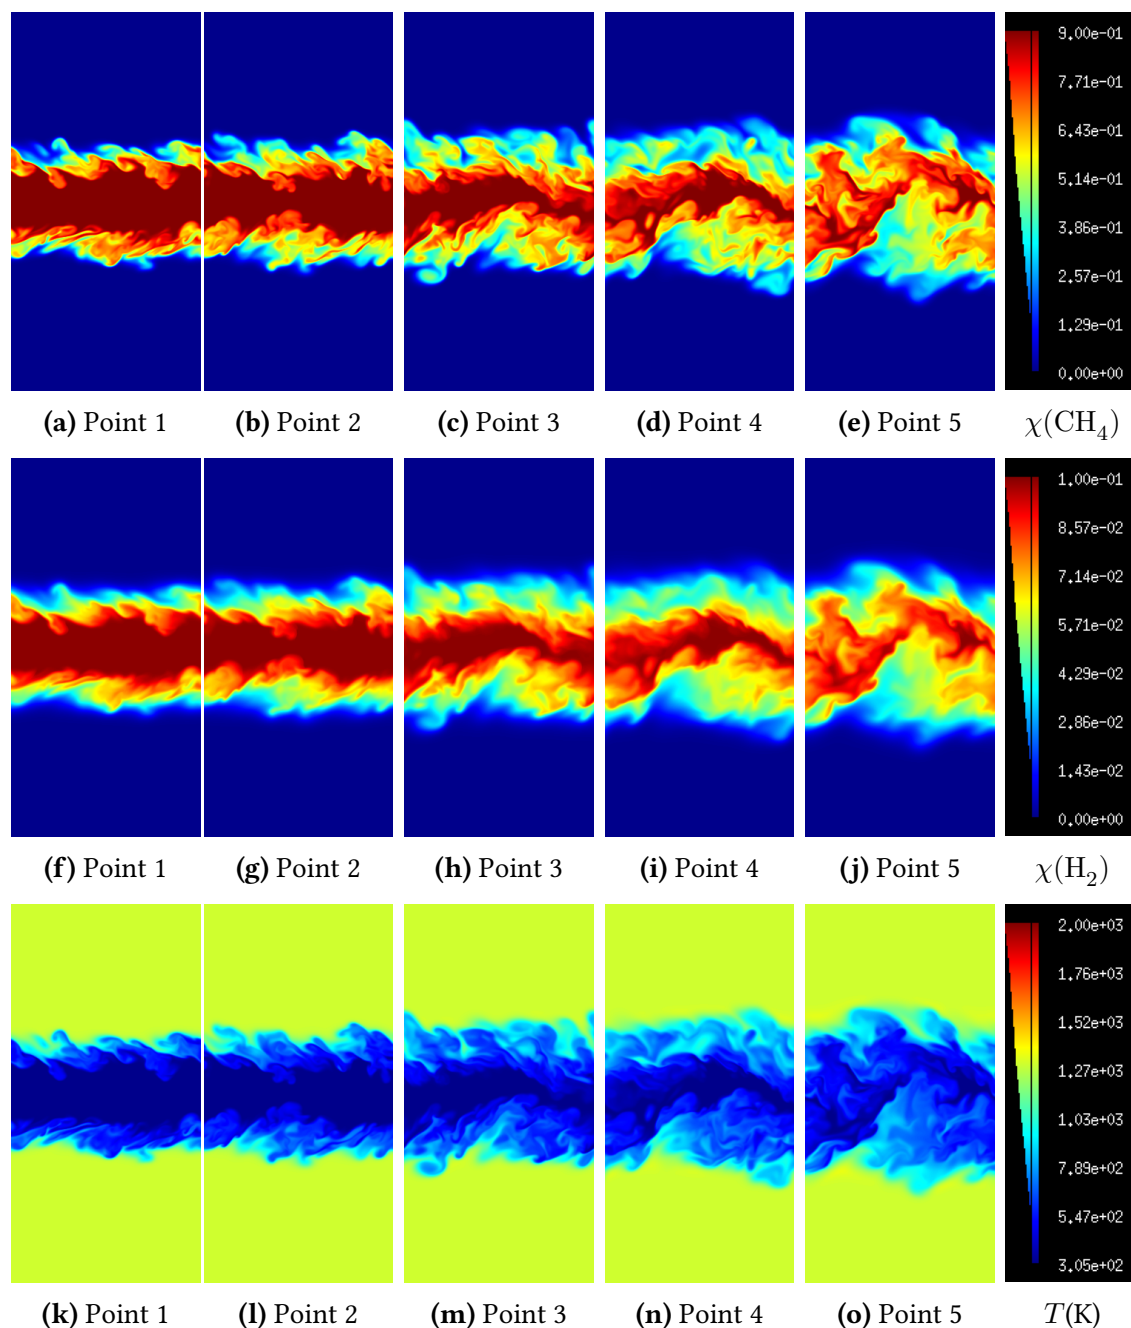 9.00e-01
7.71e-01
6.43e-01
5.14e-01
3.86e-01
2.57e-01
1.29e-01
0.00e+00
(a) Point 1 (b) Point 2 (c) Point 3 (d) Point 4 (e) Point 5 χ(CH₄)
1.00e-01
8.57e-02
7.14e-02
5.71e-02
4.29e-02
2.86e-02
1.43e-02
0.00e+00
(f) Point 1 (g) Point 2 (h) Point 3 (i) Point 4 (j) Point 5 χ(H₂)
2.00e+03
1.76e+03
1.52e+03
1.27e+03
1.03e+03
7.89e+02
5.47e+02
3.05e+02
(k) Point 1 (l) Point 2 (m) Point 3 (n) Point 4 (o) Point 5 T(K)